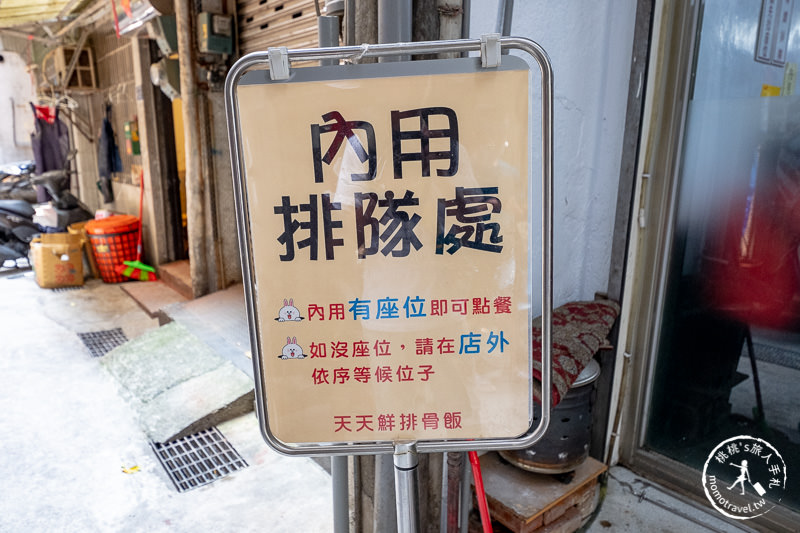 內用
排隊處
內用有座位即可點餐
如沒座位，請在店外
依序等候位子
天天鮮排骨飯
桃桃's旅人手札
momotravel.tw